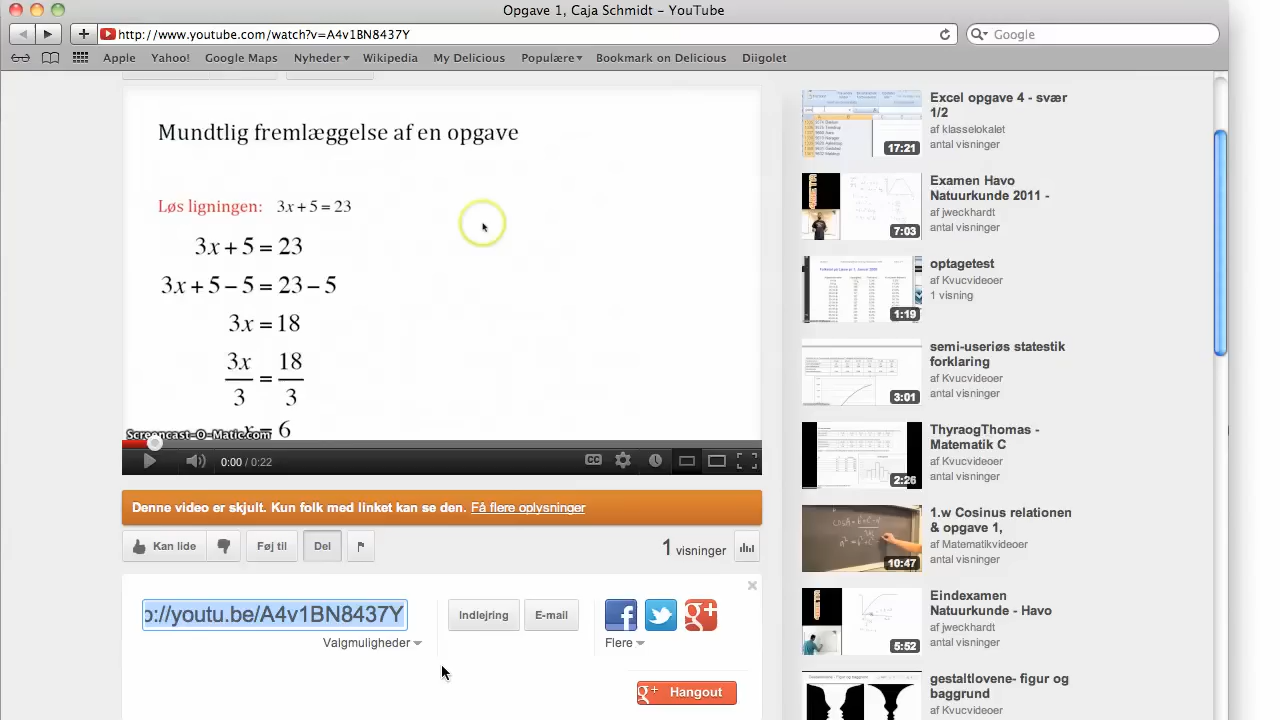 Opgave 1, Caja Schmidt – YouTube
http://www.youtube.com/watch?v=A4v1BN8437Y
Google
Apple Yahoo! Google Maps Nyheder Wikipedia My Delicious Populære Bookmark on Delicious Diigolet
Mundtlig fremlæggelse af en opgave
Løs ligningen: 3x + 5 = 23
3x + 5 = 23
3x + 5 − 5 = 23 − 5
3x = 18
3x/3 = 18/3
x = 6
Screencast-O-Matic.com
0:00 / 0:22
CC
Denne video er skjult. Kun folk med linket kan se den. Få flere oplysninger
Kan lide
Føj til
Del
1 visninger
p://youtu.be/A4v1BN8437Y
Indlejring
E-mail
Valgmuligheder
Flere
Hangout
Excel opgave 4 - svær
1/2
af klasselokalet
antal visninger
17:21
Examen Havo
Natuurkunde 2011 -
af jweckhardt
antal visninger
7:03
optagetest
af Kvucvideoer
1 visning
1:19
semi-useriøs statestik
forklaring
af Kvucvideoer
antal visninger
3:01
ThyraogThomas -
Matematik C
af Kvucvideoer
antal visninger
2:26
1.w Cosinus relationen
& opgave 1,
af Matematikvideoer
antal visninger
10:47
Eindexamen
Natuurkunde - Havo
af jweckhardt
antal visninger
5:52
gestaltlovene- figur og
baggrund
af Kvucvideoer